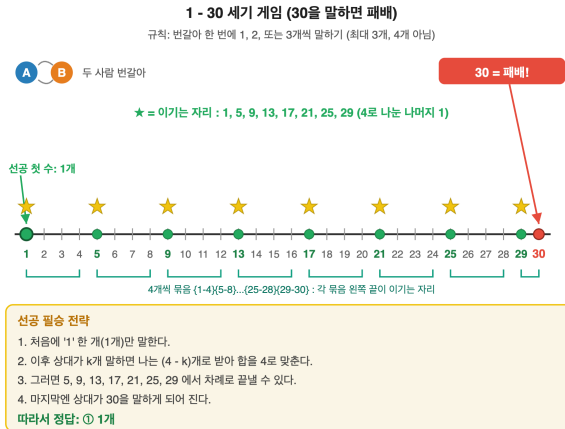 1 - 30 세기 게임 (30을 말하면 패배)
규칙: 번갈아 한 번에 1, 2, 또는 3개씩 말하기 (최대 3개, 4개 아님)
A B 두 사람 번갈아
30 = 패배!
★ = 이기는 자리 : 1, 5, 9, 13, 17, 21, 25, 29 (4로 나눈 나머지 1)
선공 첫 수: 1개
1 2 3 4 5 6 7 8 9 10 11 12 13 14 15 16 17 18 19 20 21 22 23 24 25 26 27 28 29 30
4개씩 묶음 {1-4}{5-8}...{25-28}{29-30} : 각 묶음 왼쪽 끝이 이기는 자리
선공 필승 전략
1. 처음에 '1' 한 개(1개)만 말한다.
2. 이후 상대가 k개 말하면 나는 (4 - k)개로 받아 합을 4로 맞춘다.
3. 그러면 5, 9, 13, 17, 21, 25, 29 에서 차례로 끝낼 수 있다.
4. 마지막엔 상대가 30을 말하게 되어 진다.
따라서 정답: ① 1개